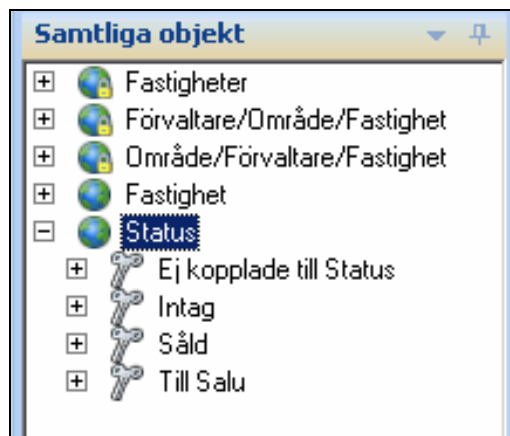 Samtliga objekt
Fastigheter
Förvaltare/Område/Fastighet
Område/Förvaltare/Fastighet
Fastighet
Status
Ej kopplade till Status
Intag
Såld
Till Salu